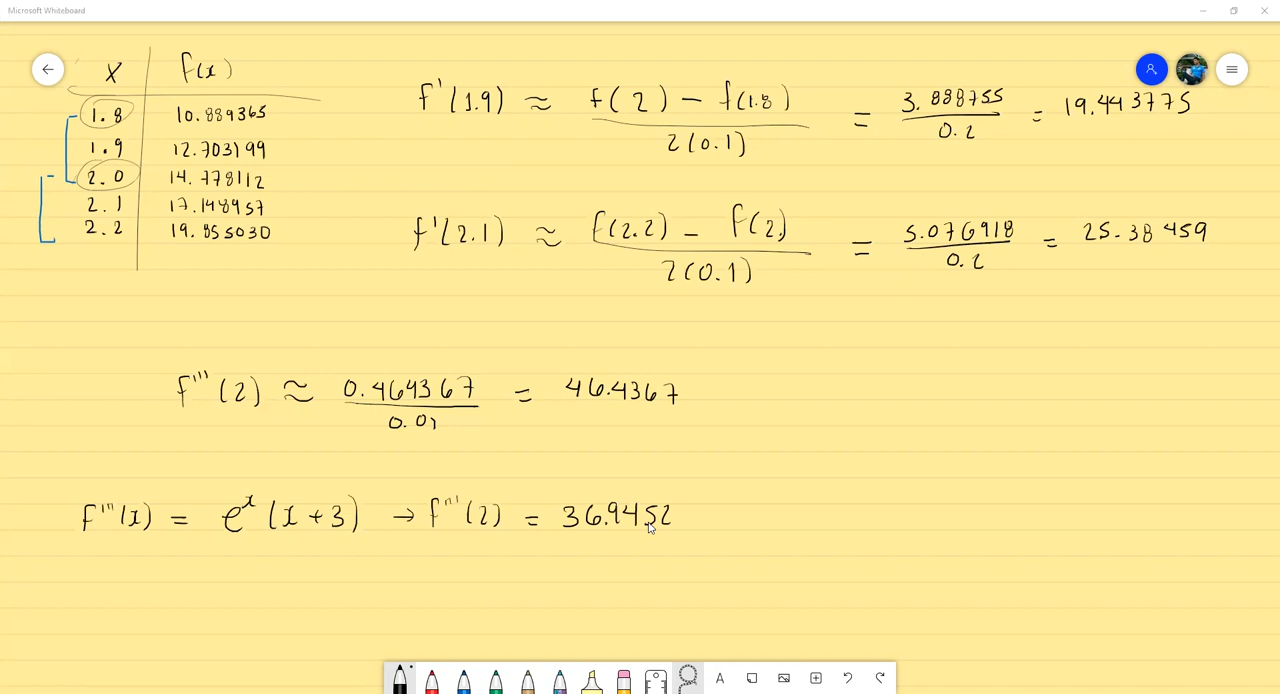 Microsoft Whiteboard
x f(x)
1.8 10.889365
1.9 12.703199
2.0 14.778112
2.1 17.148957
2.2 19.855030
f'(1.9) ≈ f(2) - f(1.8) / 2(0.1) = 3.888755 / 0.2 = 19.443775
f'(2.1) ≈ f(2.2) - f(2) / 2(0.1) = 5.076918 / 0.2 = 25.38459
f'''(2) ≈ 0.464367 / 0.01 = 46.4367
f'''(x) = e^x (x+3) → f'''(2) = 36.9452
A